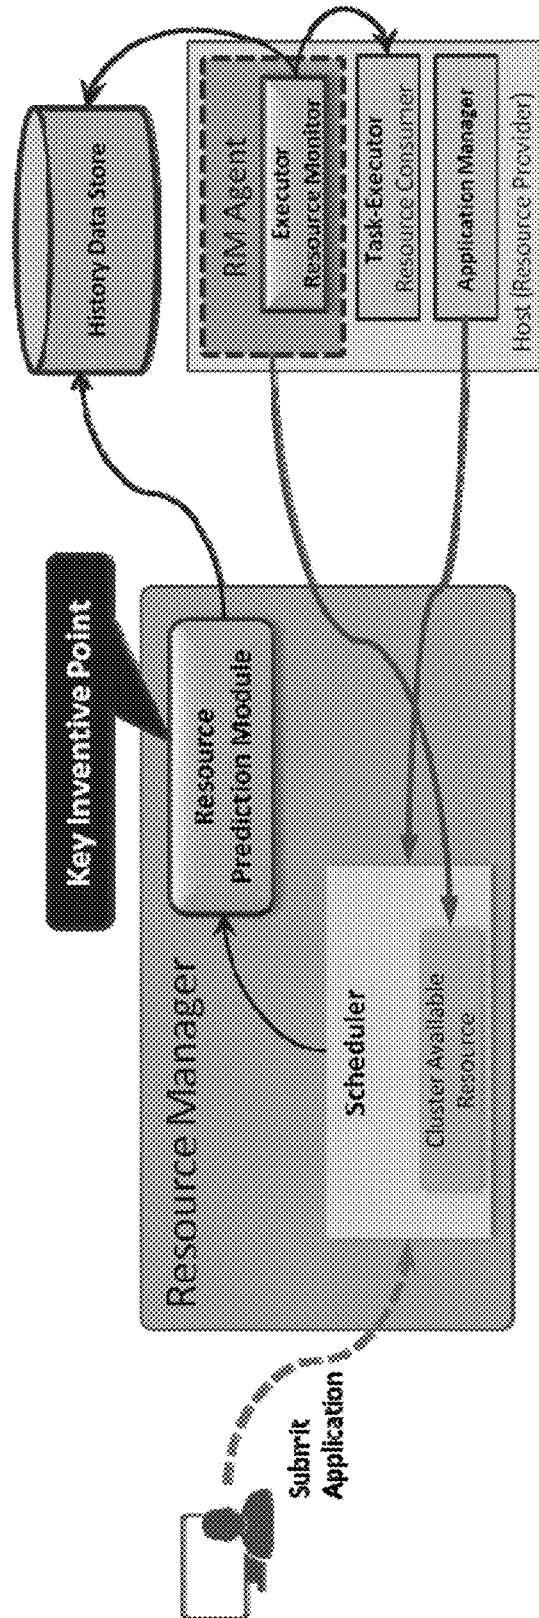 Submit
Application
Resource Manager
Scheduler
Cluster Available
Resource
Key Inventive Point
Resource
Prediction Module
History Data Store
RM Agent
Executor
Resource Monitor
Task-Executor
Resource Consumer
Application Manager
Host (Resource Provider)